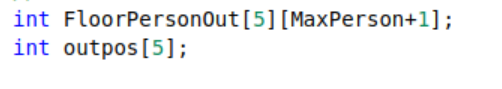 int FloorPersonOut[5][MaxPerson+1];
int outpos[5];